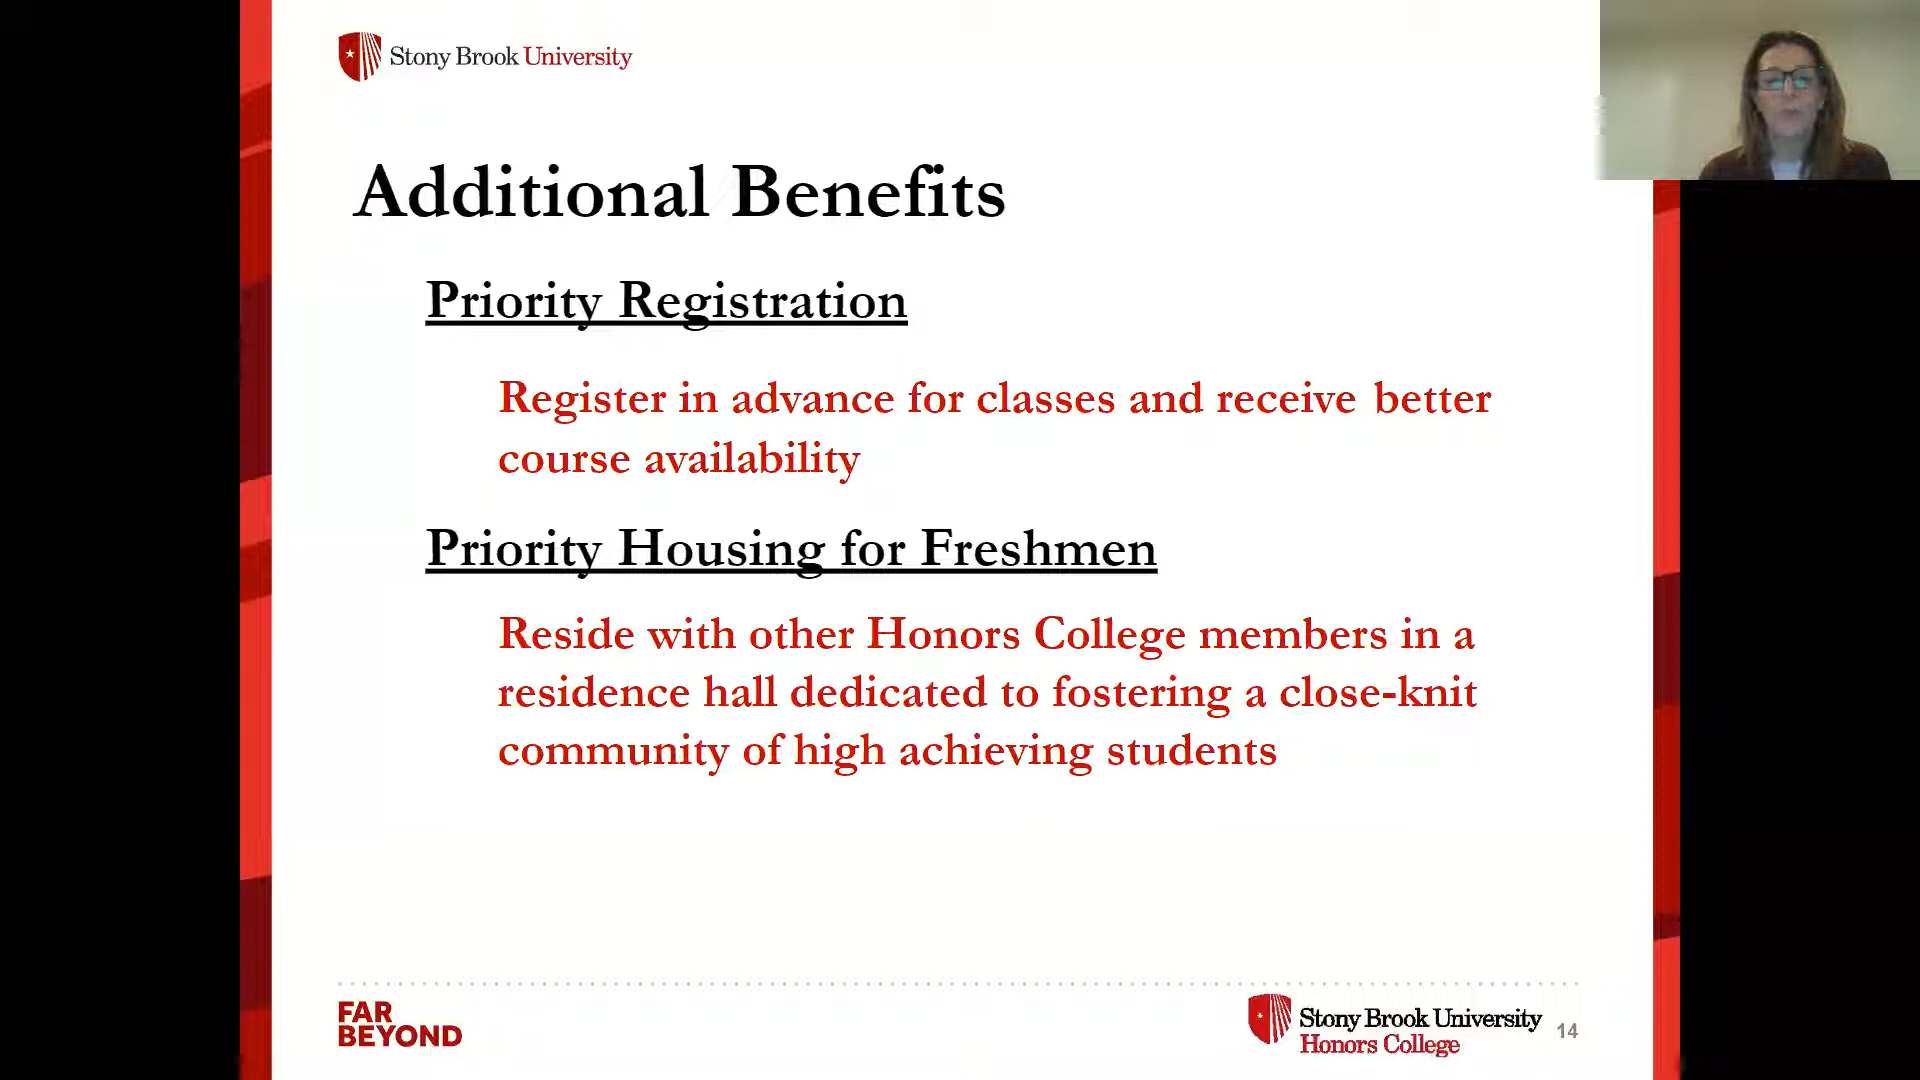 Stony Brook University
Additional Benefits
Priority Registration
Register in advance for classes and receive better
course availability
Priority Housing for Freshmen
Reside with other Honors College members in a
residence hall dedicated to fostering a close-knit
community of high achieving students
FAR
BEYOND
Stony Brook University
Honors College
14